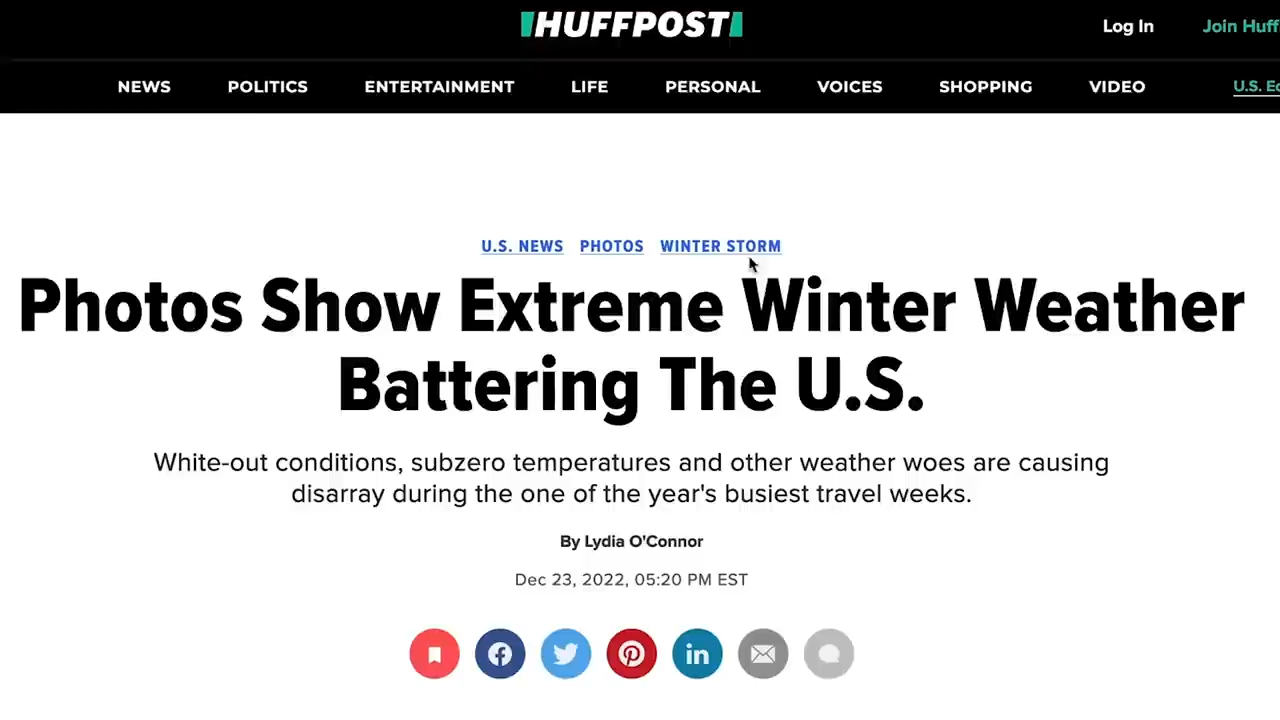 HUFFPOST
Log In
Join Huff
NEWS POLITICS ENTERTAINMENT LIFE PERSONAL VOICES SHOPPING VIDEO U.S. Ed
U.S. NEWS PHOTOS WINTER STORM
Photos Show Extreme Winter Weather
Battering The U.S.
White-out conditions, subzero temperatures and other weather woes are causing
disarray during the one of the year's busiest travel weeks.
By Lydia O'Connor
Dec 23, 2022, 05:20 PM EST
in